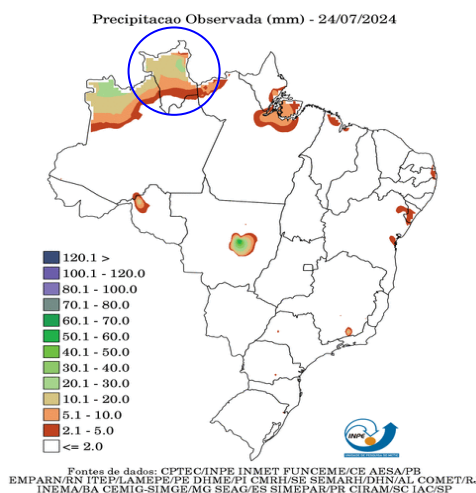 Precipitacao Observada (mm) - 24/07/2024
120.1 >
100.1 - 120.0
80.1 - 100.0
70.1 - 80.0
60.1 - 70.0
50.1 - 60.0
40.1 - 50.0
30.1 - 40.0
20.1 - 30.0
10.1 - 20.0
5.1 - 10.0
2.1 - 5.0
<= 2.0
INPE
Fontes de dados: CPTEC/INPE INMET FUNCEME/CE AESA/PB
EMPARN/RN ITEP/LAMEPE/PE DHME/PI CMRH/SE SEMARH/DHN/AL COMET/RJ
INEMA/BA CEMIG-SIMGE/MG SEAG/ES SIMEPAR/PR CIRAM/SC IAC/SP